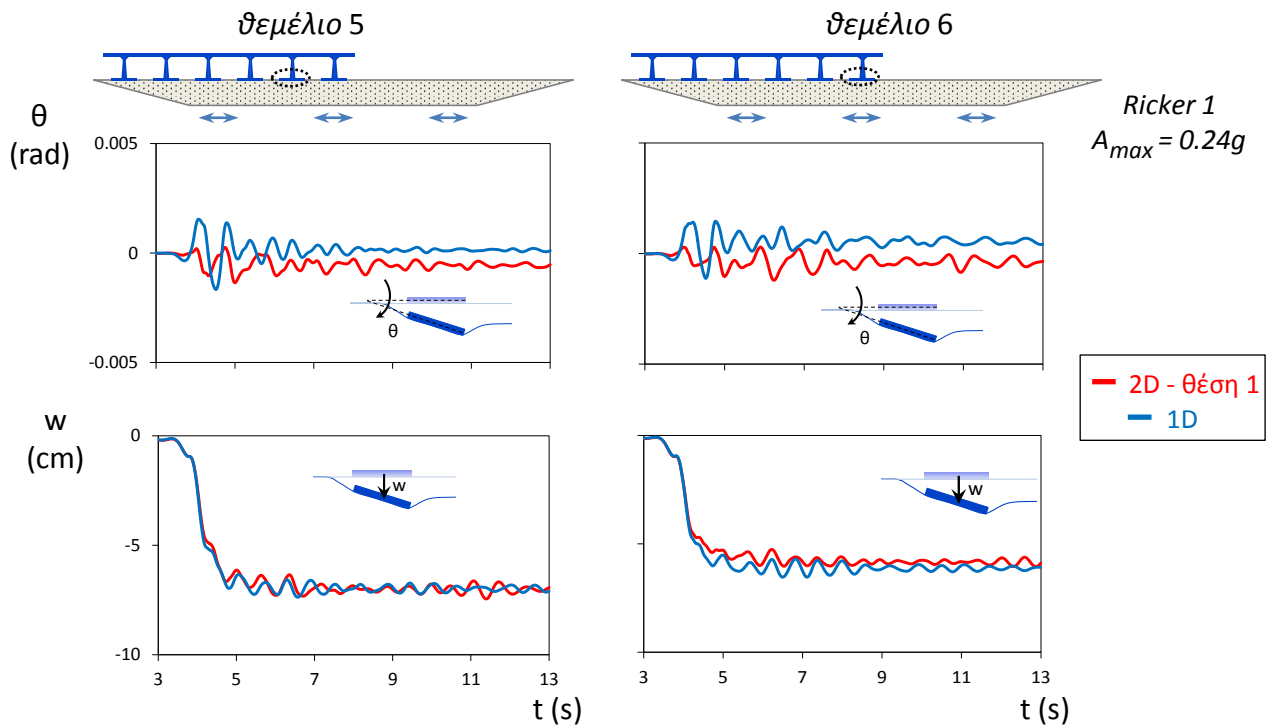 θεμέλιο 5
θεμέλιο 6
Ricker 1
A_max = 0.24g
θ
(rad)
0.005
0
-0.005
θ
θ
2D - θέση 1
1D
w
(cm)
0
-5
-10
w
w
3 5 7 9 11 13
3 5 7 9 11 13
t (s)
t (s)